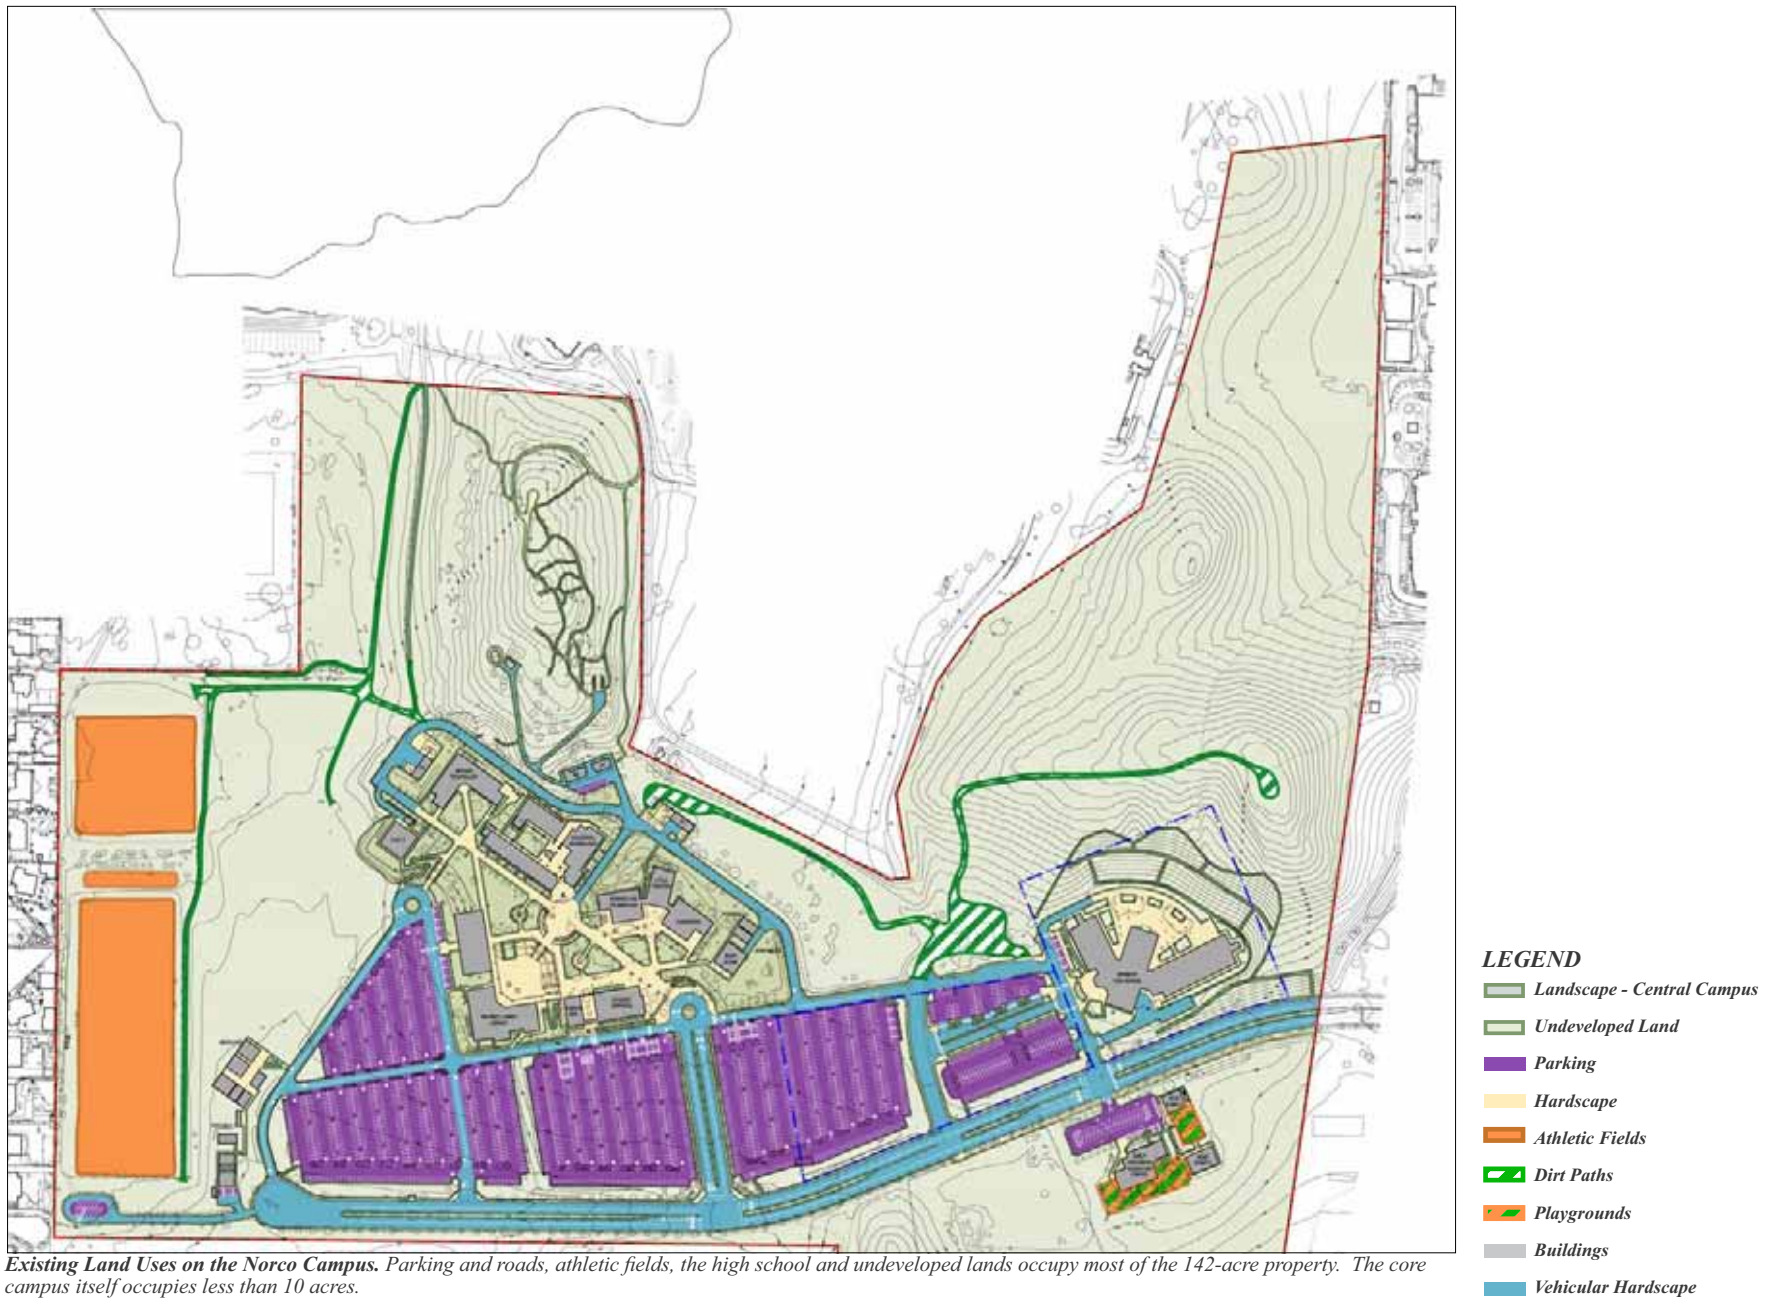 LEGEND
Landscape - Central Campus
Undeveloped Land
Parking
Hardscape
Athletic Fields
Dirt Paths
Playgrounds
Buildings
Vehicular Hardscape
Existing Land Uses on the Norco Campus. Parking and roads, athletic fields, the high school and undeveloped lands occupy most of the 142-acre property. The core
campus itself occupies less than 10 acres.